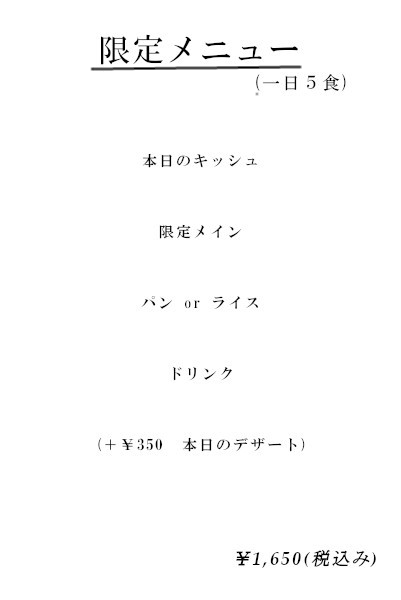 限定メニュー
(一日5食)
本日のキッシュ
限定メイン
パン or ライス
ドリンク
(＋¥350　本日のデザート)
¥1,650(税込み)